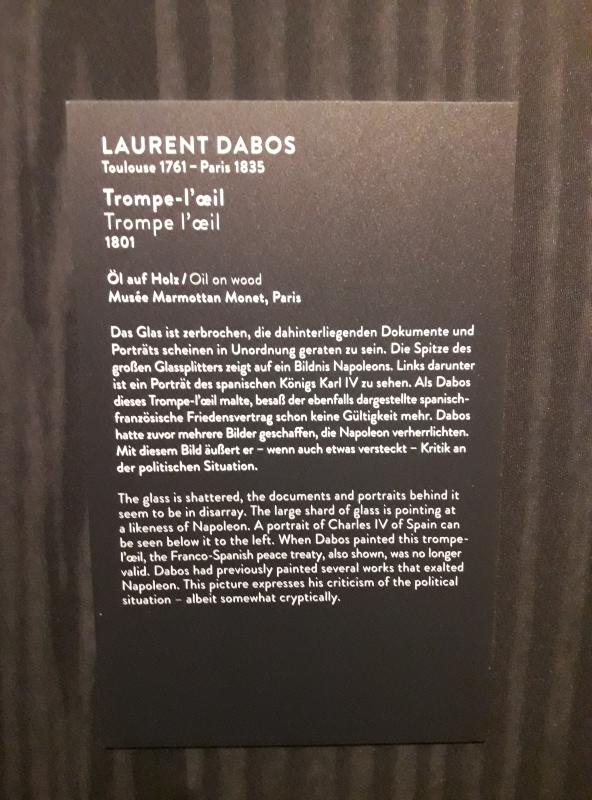 LAURENT DABOS
Toulouse 1761 – Paris 1835
Trompe-l'œil
Trompe l'œil
1801
Öl auf Holz / Oil on wood
Musée Marmottan Monet, Paris
Das Glas ist zerbrochen, die dahinterliegenden Dokumente und
Porträts scheinen in Unordnung geraten zu sein. Die Spitze des
großen Glassplitters zeigt auf ein Bildnis Napoleons. Links darunter
ist ein Porträt des spanischen Königs Karl IV zu sehen. Als Dabos
dieses Trompe-l'œil malte, besaß der ebenfalls dargestellte spanisch-
französische Friedensvertrag schon keine Gültigkeit mehr. Dabos
hatte zuvor mehrere Bilder geschaffen, die Napoleon verherrlichten.
Mit diesem Bild äußert er – wenn auch etwas versteckt – Kritik an
der politischen Situation.
The glass is shattered, the documents and portraits behind it
seem to be in disarray. The large shard of glass is pointing at
a likeness of Napoleon. A portrait of Charles IV of Spain can
be seen below it to the left. When Dabos painted this trompe-
l'œil, the Franco-Spanish peace treaty, also shown, was no longer
valid. Dabos had previously painted several works that exalted
Napoleon. This picture expresses his criticism of the political
situation – albeit somewhat cryptically.